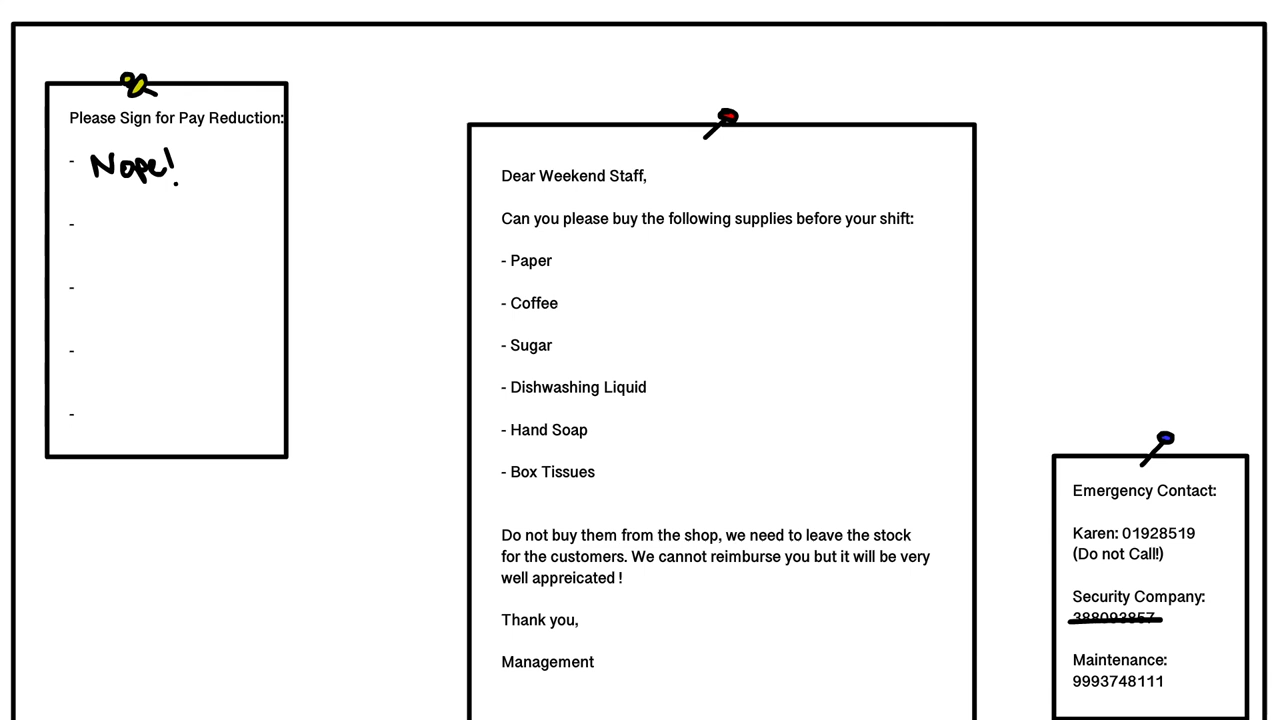 Please Sign for Pay Reduction:
- Nope!
-
-
-
-
Dear Weekend Staff,
Can you please buy the following supplies before your shift:
- Paper
- Coffee
- Sugar
- Dishwashing Liquid
- Hand Soap
- Box Tissues
Do not buy them from the shop, we need to leave the stock
for the customers. We cannot reimburse you but it will be very
well appreicated !
Thank you,
Management
Emergency Contact:
Karen: 01928519
(Do not Call!)
Security Company:
388093857
Maintenance:
9993748111